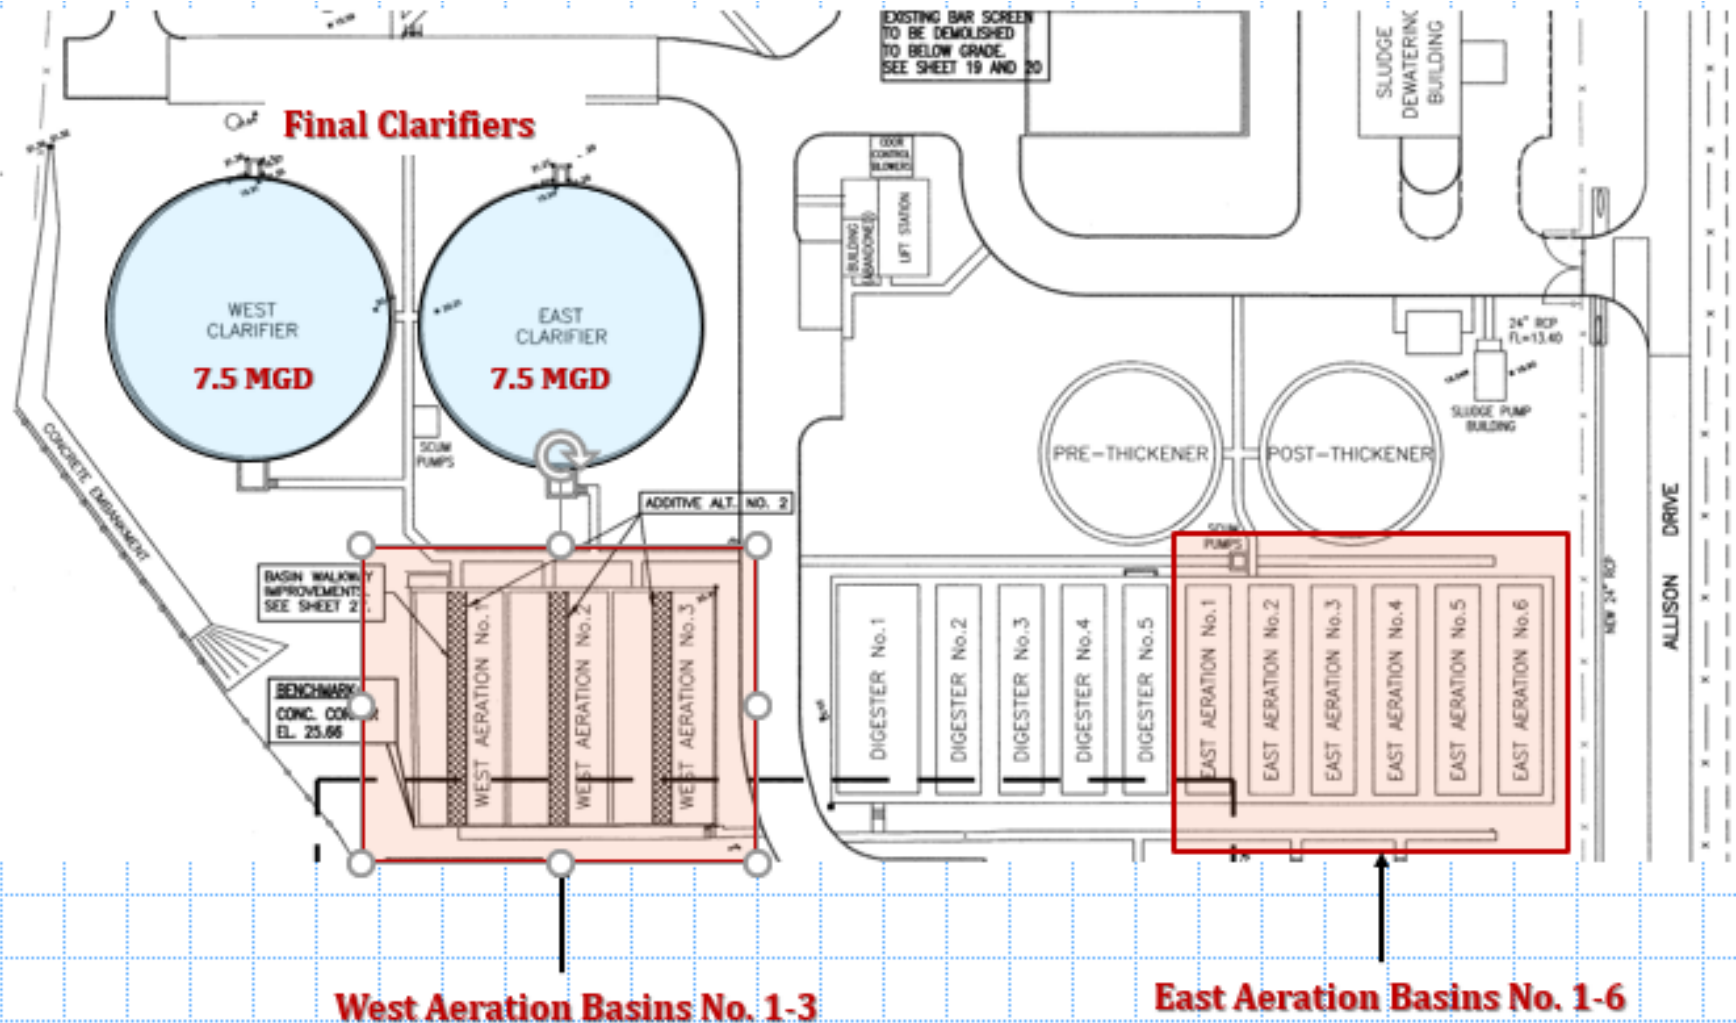 EXISTING BAR SCREEN
TO BE DEMOLISHED
TO BELOW GRADE.
SEE SHEET 19 AND 20
SLUDGE
DEWATERING
BUILDING
Final Clarifiers
ODOR
CONTROL
BLOWERS
BUILDING
(ABANDONED)
LIFT STATION
WEST
CLARIFIER
7.5 MGD
EAST
CLARIFIER
7.5 MGD
24" RCP
FL=13.40
SLUDGE PUMP
BUILDING
SCUM
PUMPS
PRE-THICKENER
POST-THICKENER
CONCRETE EMBANKMENT
ADDITIVE ALT. NO. 2
SCUM
PUMPS
ALLISON DRIVE
NEW 24" RCP
BASIN WALKWAY
IMPROVEMENTS.
SEE SHEET 2
BENCHMARK
CONC.
EL. 25.66
WEST AERATION No.1
WEST AERATION No.2
WEST AERATION No.3
DIGESTER No.1
DIGESTER No.2
DIGESTER No.3
DIGESTER No.4
DIGESTER No.5
EAST AERATION No.1
EAST AERATION No.2
EAST AERATION No.3
EAST AERATION No.4
EAST AERATION No.5
EAST AERATION No.6
West Aeration Basins No. 1-3
East Aeration Basins No. 1-6